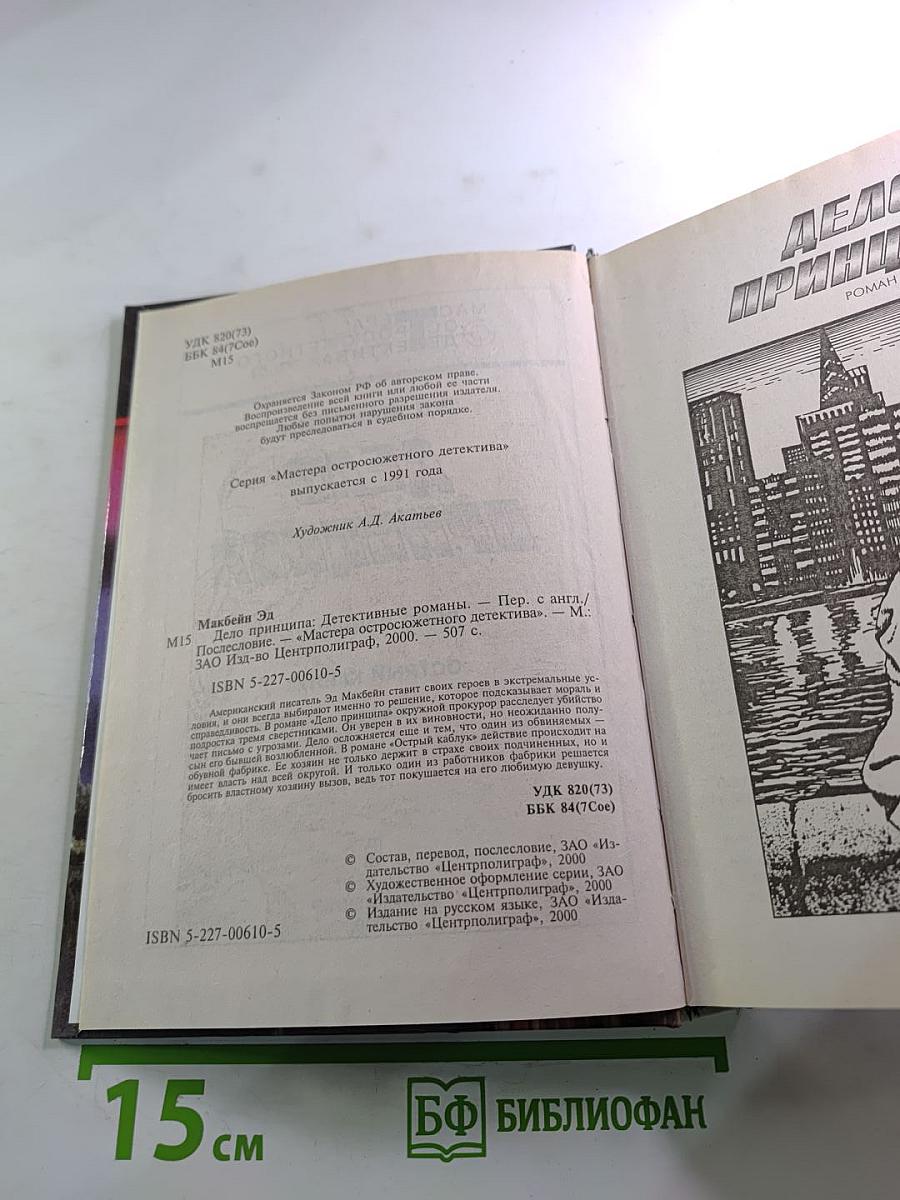 УДК 820(73)
ББК 84(7Сое)
М15
Охраняется Законом РФ об авторском праве.
Воспроизведение всей книги или любой ее части
воспрещается без письменного разрешения издателя.
Любые попытки нарушения закона
будут преследоваться в судебном порядке.
Серия «Мастера остросюжетного детектива»
выпускается с 1991 года
Художник А.Д. Акатьев
Макбейн Эд
М15 Дело принципа: Детективные романы. — Пер. с англ./
Послесловие. — «Мастера остросюжетного детектива». — М.:
ЗАО Изд-во Центрполиграф, 2000. — 507 с.
ISBN 5-227-00610-5
Американский писатель Эд Макбейн ставит своих героев в экстремальные ус-
ловия, и они всегда выбирают именно то решение, которое подсказывает мораль и
справедливость. В романе «Дело принципа» окружной прокурор расследует убийство
подростка тремя сверстниками. Он уверен в их виновности, но неожиданно полу-
чает письмо с угрозами. Дело осложняется еще и тем, что один из обвиняемых —
сын его бывшей возлюбленной. В романе «Острый каблук» действие происходит на
обувной фабрике. Ее хозяин не только держит в страхе своих подчиненных, но и
имеет власть над всей округой. И только один из работников фабрики решается
бросить властному хозяину вызов, ведь тот покушается на его любимую девушку.
УДК 820(73)
ББК 84(7Сое)
© Состав, перевод, послесловие, ЗАО «Из-
дательство «Центрполиграф», 2000
© Художественное оформление серии, ЗАО
«Издательство «Центрполиграф», 2000
© Издание на русском языке, ЗАО «Изда-
тельство «Центрполиграф», 2000
ISBN 5-227-00610-5
ДЕЛО
ПРИНЦ
РОМАН
15 см
БФ БИБЛИОФАН